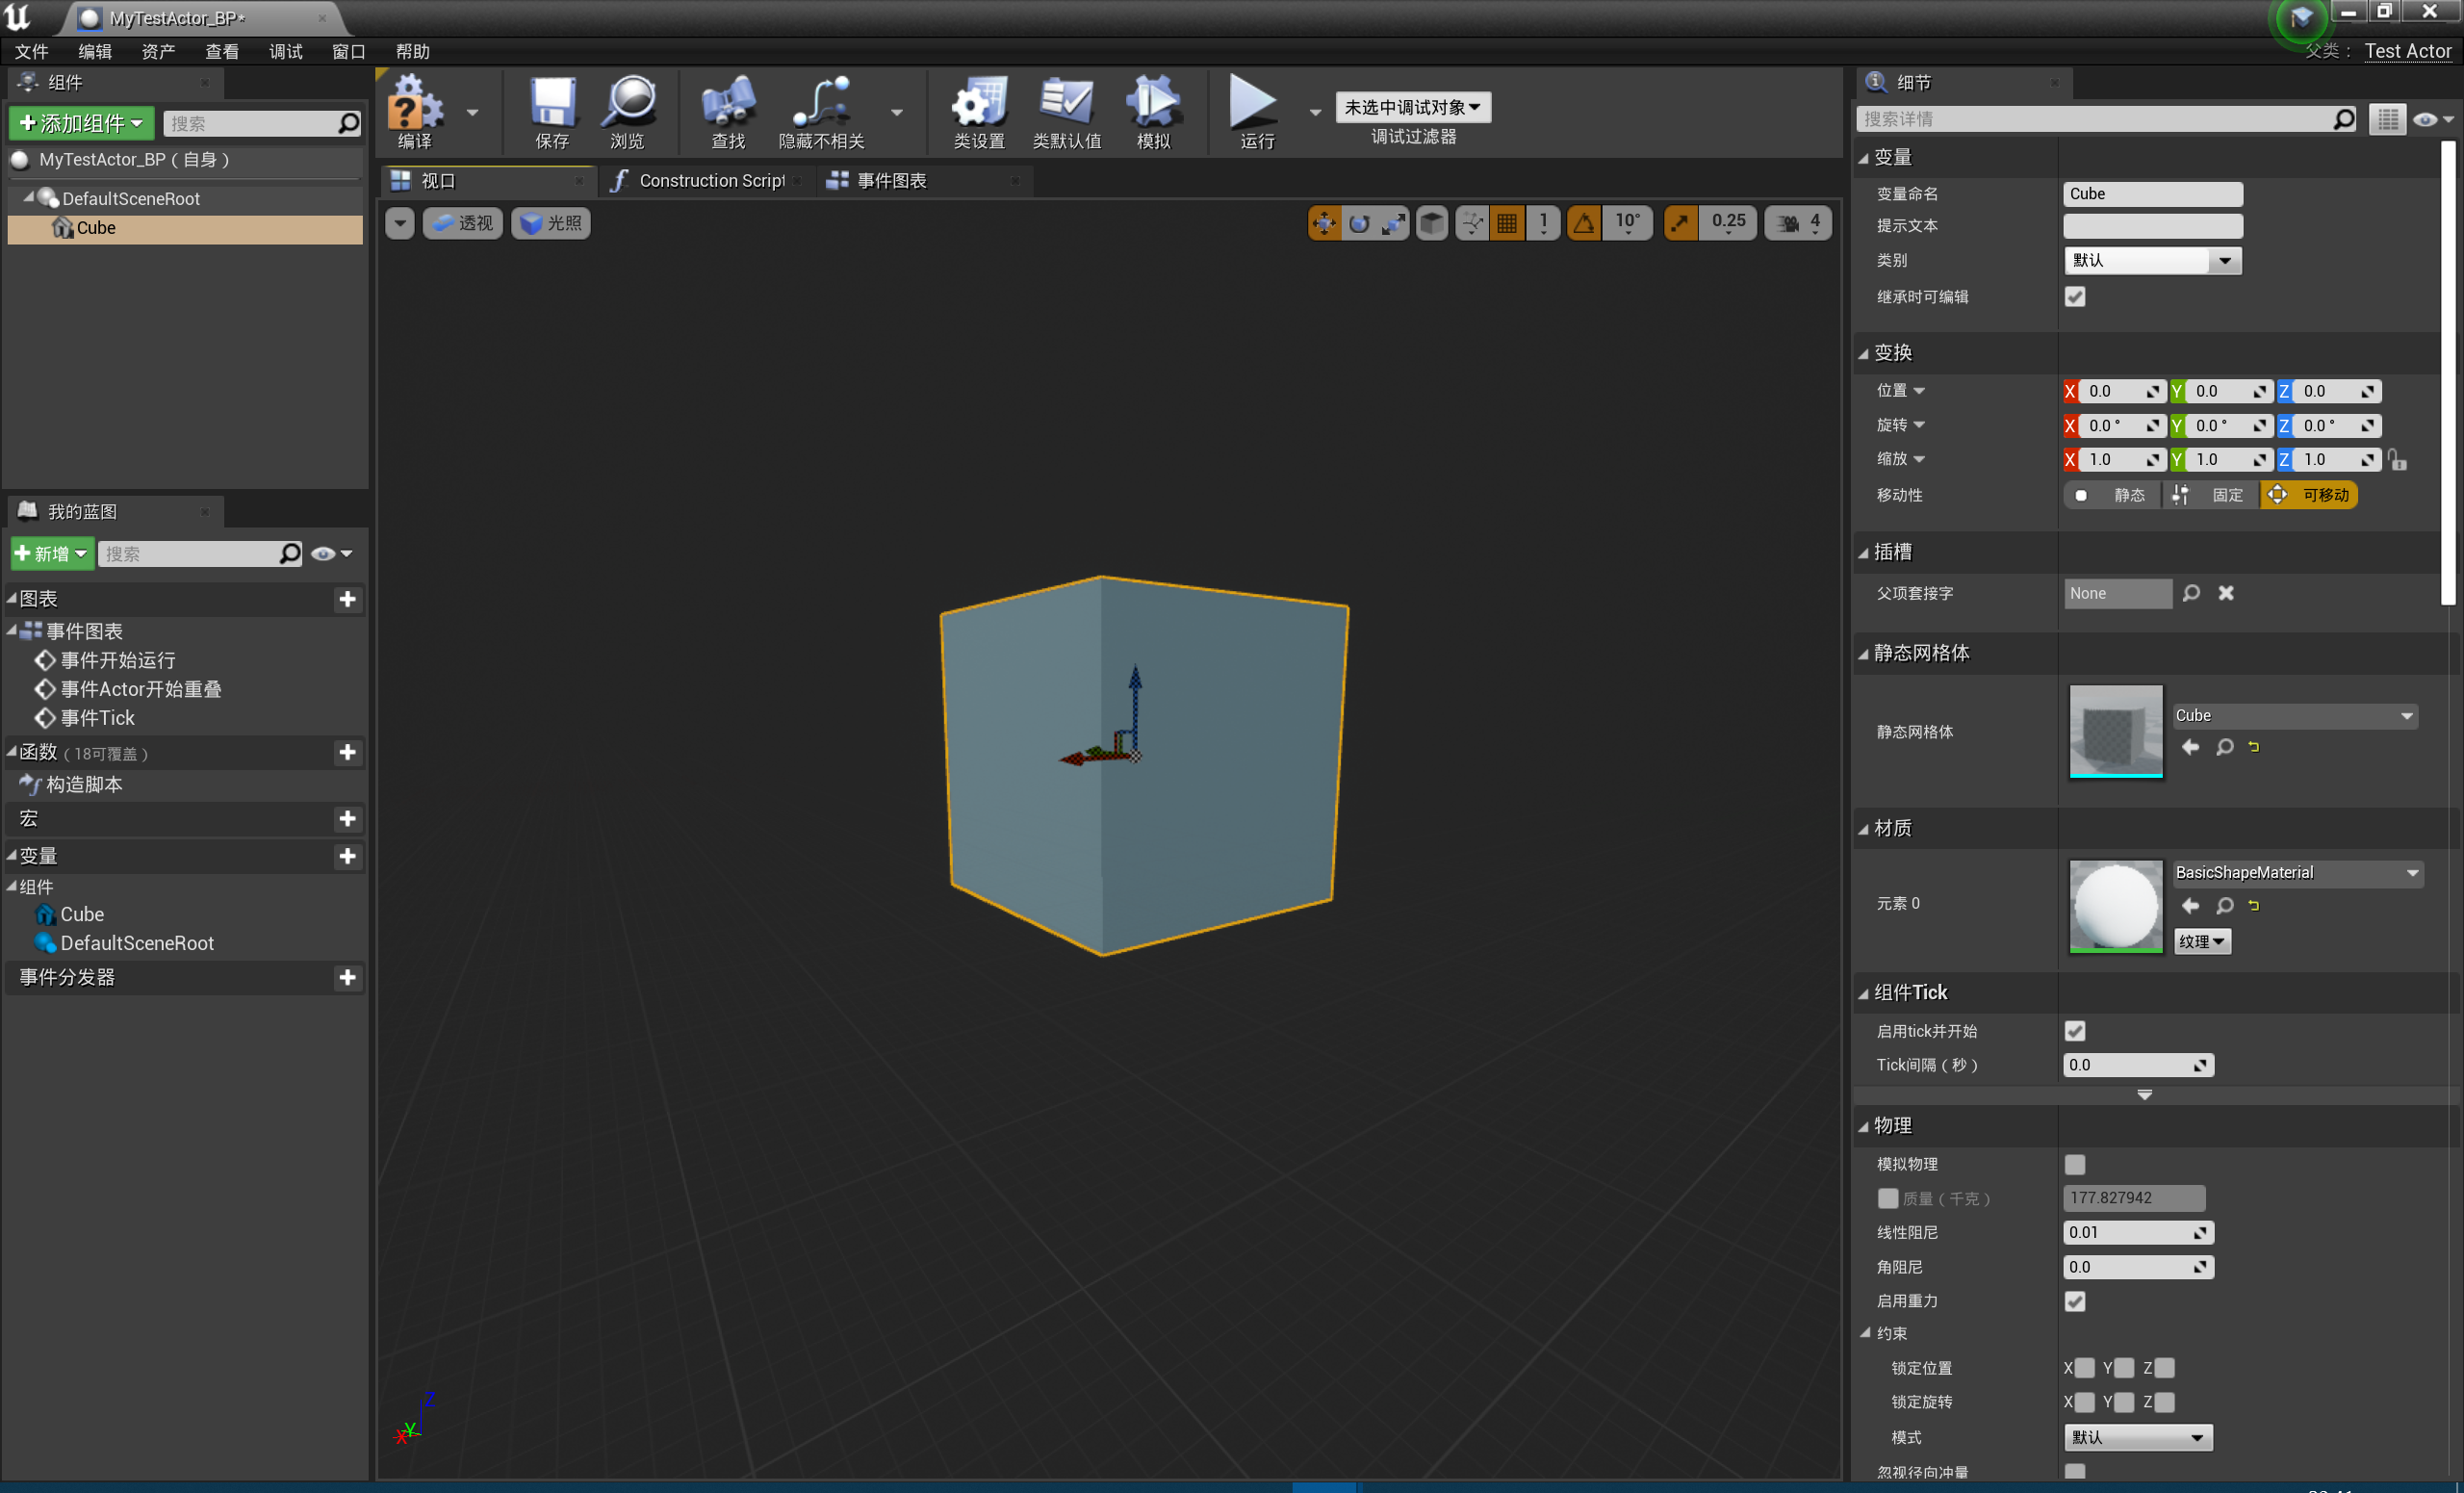 MyTestActor_BP*
文件 编辑 资产 查看 调试 窗口 帮助
父类： Test Actor
组件
添加组件
搜索
MyTestActor_BP（自身）
DefaultSceneRoot
Cube
我的蓝图
新增
搜索
图表
事件图表
事件开始运行
事件Actor开始重叠
事件Tick
函数（18可覆盖）
构造脚本
宏
变量
组件
Cube
DefaultSceneRoot
事件分发器
编译 保存 浏览 查找 隐藏不相关 类设置 类默认值 模拟 运行
未选中调试对象
调试过滤器
视口 Construction Script 事件图表
透视 光照 1 10° 0.25 4
Z
Y
X
细节
搜索详情
变量
变量命名 Cube
提示文本
类别 默认
继承时可编辑
变换
位置 X 0.0 Y 0.0 Z 0.0
旋转 X 0.0 ° Y 0.0 ° Z 0.0 °
缩放 X 1.0 Y 1.0 Z 1.0
移动性 静态 固定 可移动
插槽
父项套接字 None
静态网格体
静态网格体 Cube
材质
元素 0 BasicShapeMaterial
纹理
组件Tick
启用tick并开始
Tick间隔（秒） 0.0
物理
模拟物理
质量（千克） 177.827942
线性阻尼 0.01
角阻尼 0.0
启用重力
约束
锁定位置 X Y Z
锁定旋转 X Y Z
模式 默认
忽视径向冲量